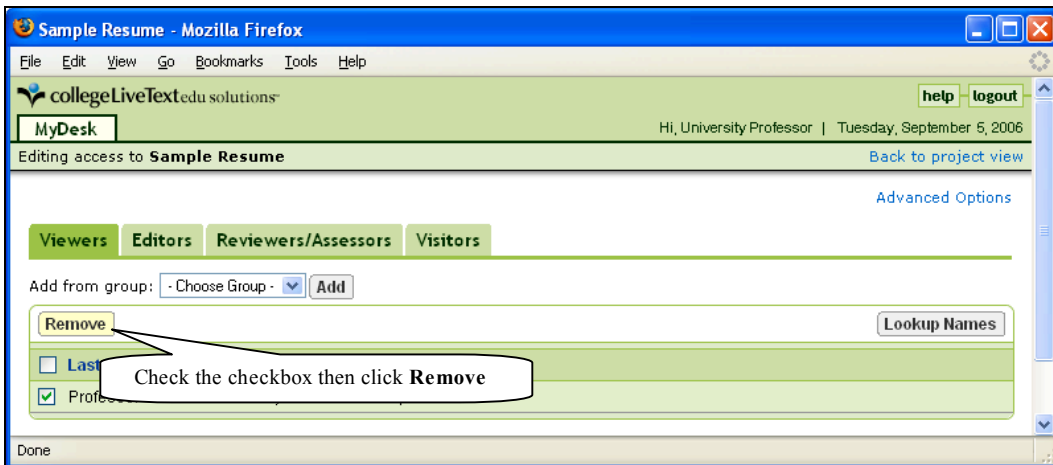 Sample Resume - Mozilla Firefox
File Edit View Go Bookmarks Tools Help
collegeLiveText edu solutions℠ help logout
MyDesk Hi, University Professor | Tuesday, September 5, 2006
Editing access to Sample Resume Back to project view
Advanced Options
Viewers Editors Reviewers/Assessors Visitors
Add from group: - Choose Group - Add
Remove Lookup Names
Last
Check the checkbox then click Remove
Done